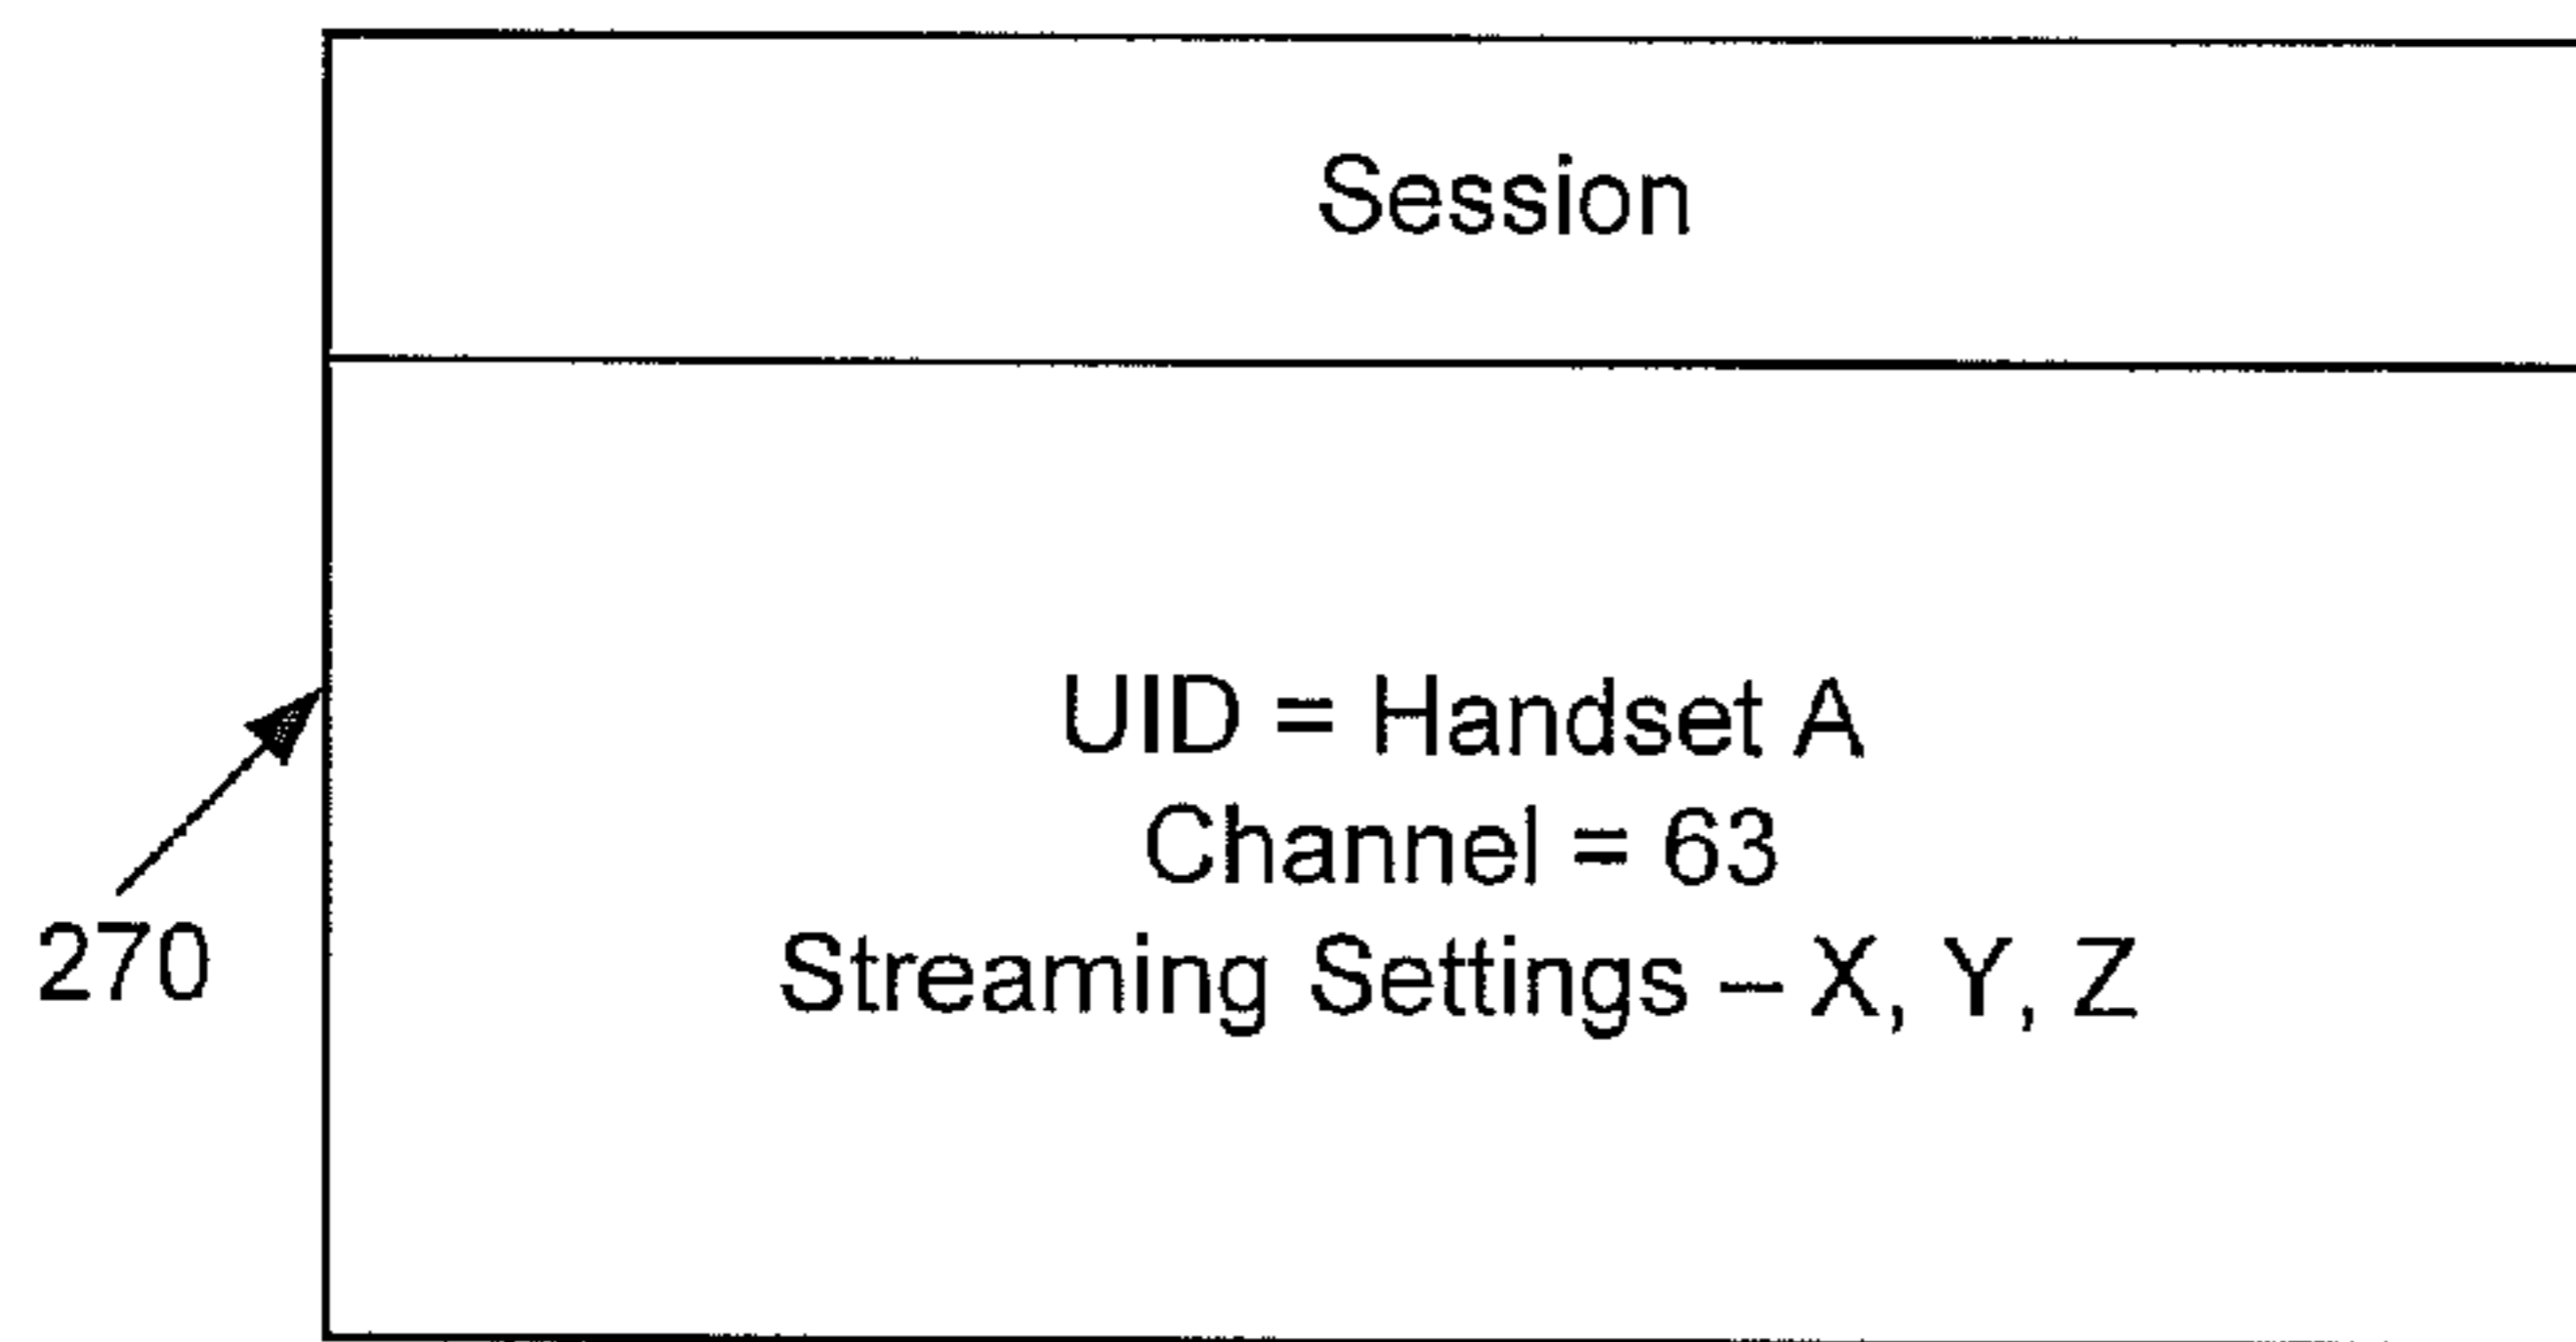 Session
UID = Handset A
Channel = 63
Streaming Settings – X, Y, Z
270